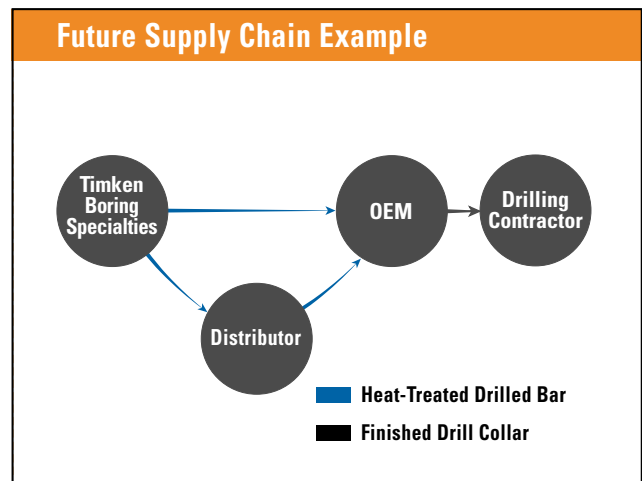 Future Supply Chain Example
Timken
Boring
Specialties
OEM
Drilling
Contractor
Distributor
Heat-Treated Drilled Bar
Finished Drill Collar